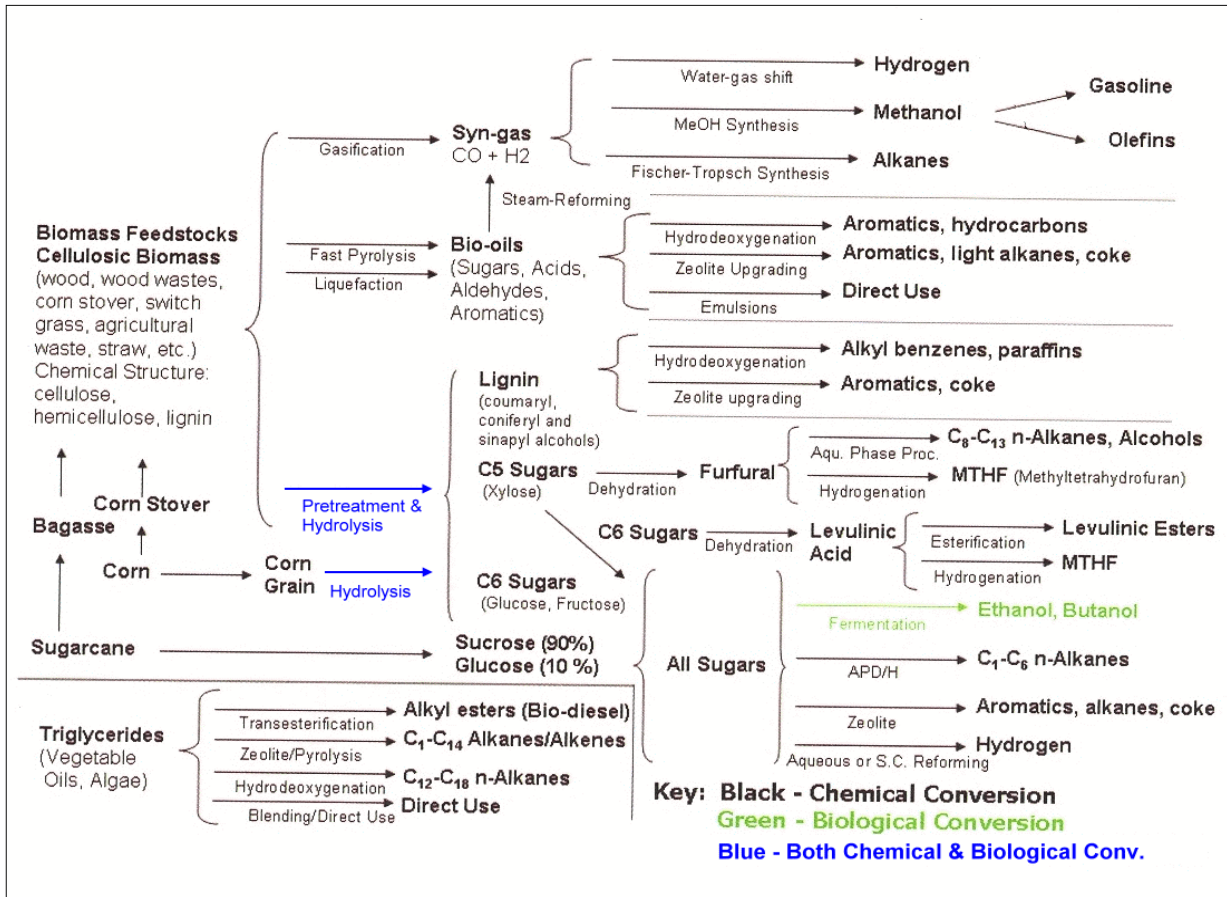 Hydrogen
Water-gas shift
Gasoline
Methanol
MeOH Synthesis
Olefins
Syn-gas
CO + H2
Gasification
Alkanes
Fischer-Tropsch Synthesis
Steam-Reforming
Biomass Feedstocks
Cellulosic Biomass
(wood, wood wastes,
corn stover, switch
grass, agricultural
waste, straw, etc.)
Chemical Structure:
cellulose,
hemicellulose, lignin
Fast Pyrolysis
Liquefaction
Bio-oils
(Sugars, Acids,
Aldehydes,
Aromatics)
Aromatics, hydrocarbons
Hydrodeoxygenation
Aromatics, light alkanes, coke
Zeolite Upgrading
Direct Use
Emulsions
Lignin
(coumaryl,
coniferyl and
sinapyl alcohols)
Alkyl benzenes, paraffins
Hydrodeoxygenation
Aromatics, coke
Zeolite upgrading
C5 Sugars
(Xylose)
Dehydration
Furfural
C₈-C₁₃ n-Alkanes, Alcohols
Aqu. Phase Proc.
MTHF (Methyltetrahydrofuran)
Hydrogenation
Pretreatment &
Hydrolysis
Corn Stover
Bagasse
Corn
Corn
Grain
Hydrolysis
C6 Sugars
Dehydration
Levulinic
Acid
Levulinic Esters
Esterification
MTHF
Hydrogenation
C6 Sugars
(Glucose, Fructose)
Sugarcane
Sucrose (90%)
Glucose (10 %)
All Sugars
Ethanol, Butanol
Fermentation
C₁-C₆ n-Alkanes
APD/H
Aromatics, alkanes, coke
Zeolite
Hydrogen
Aqueous or S.C. Reforming
Triglycerides
(Vegetable
Oils, Algae)
Alkyl esters (Bio-diesel)
Transesterification
C₁-C₁₄ Alkanes/Alkenes
Zeolite/Pyrolysis
C₁₂-C₁₈ n-Alkanes
Hydrodeoxygenation
Direct Use
Blending/Direct Use
Key: Black - Chemical Conversion
Green - Biological Conversion
Blue - Both Chemical & Biological Conv.